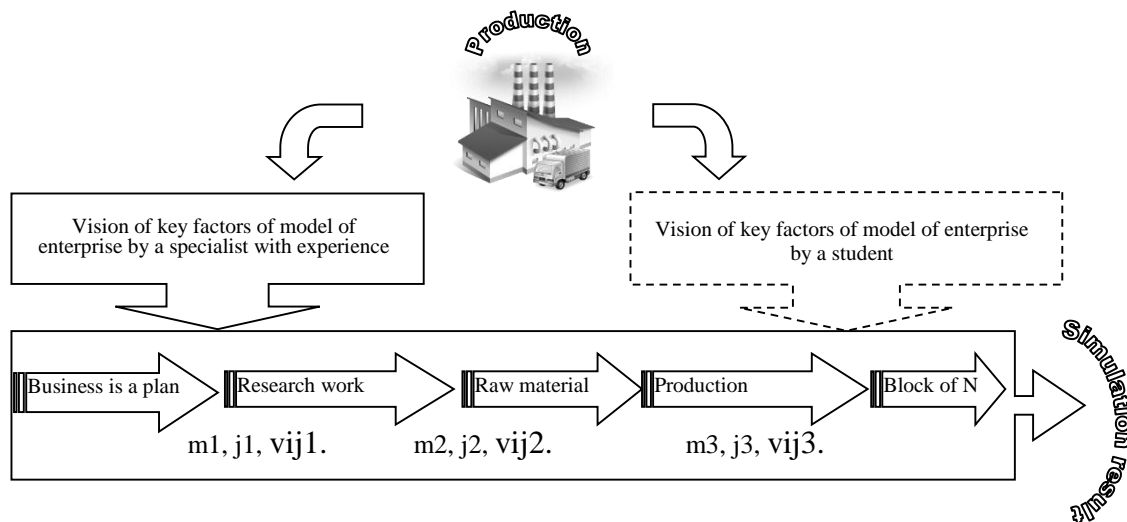 Production
Vision of key factors of model of
enterprise by a specialist with experience
Vision of key factors of model of enterprise
by a student
Business is a plan
Research work
Raw material
Production
Block of N
m1, j1, vij1.
m2, j2, vij2.
m3, j3, vij3.
Simulation result